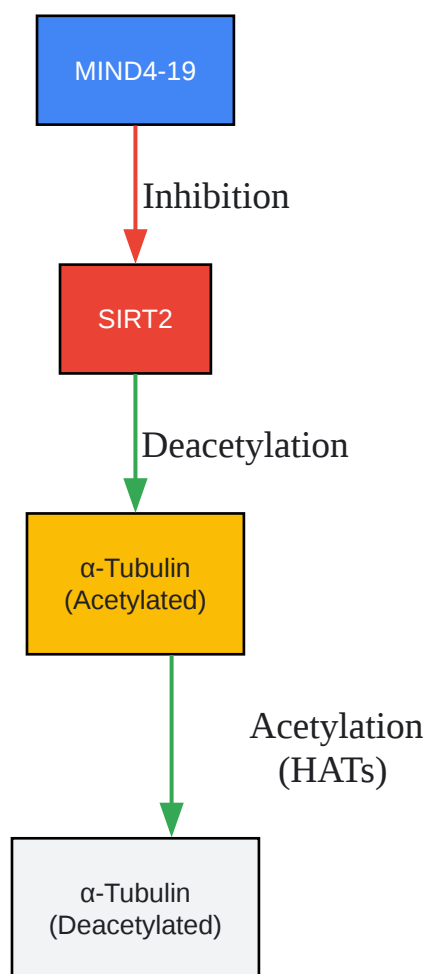 MIND4-19
Inhibition
SIRT2
Deacetylation
α-Tubulin
(Acetylated)
Acetylation
(HATs)
α-Tubulin
(Deacetylated)